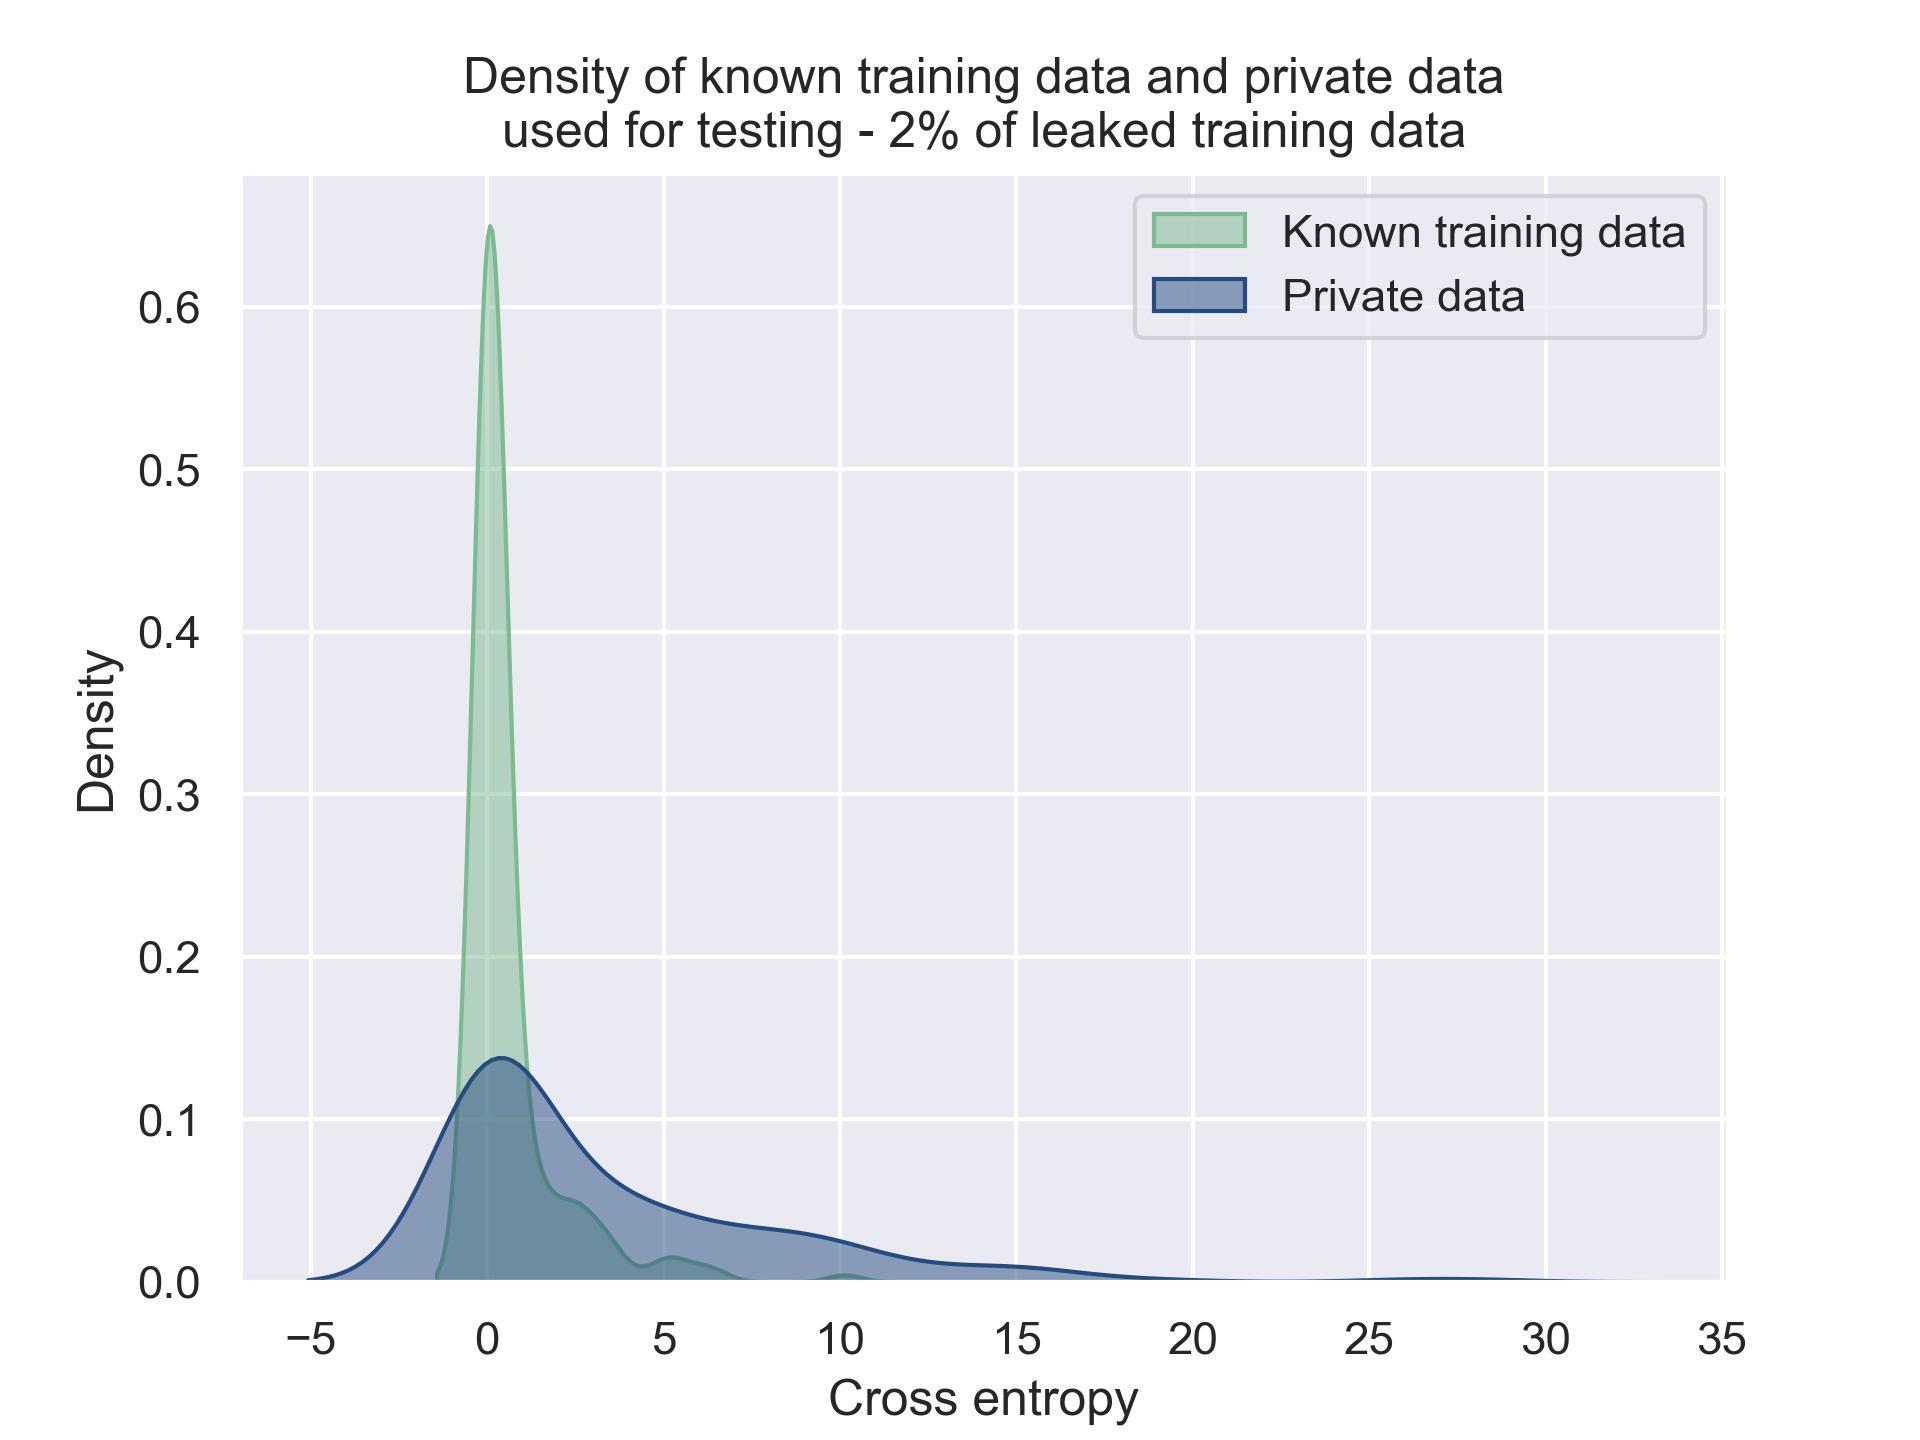 Density of known training data and private data
used for testing - 2% of leaked training data
Known training data
Private data
0.6
0.5
0.4
0.3
0.2
0.1
0.0
Density
−5 0 5 10 15 20 25 30 35
Cross entropy